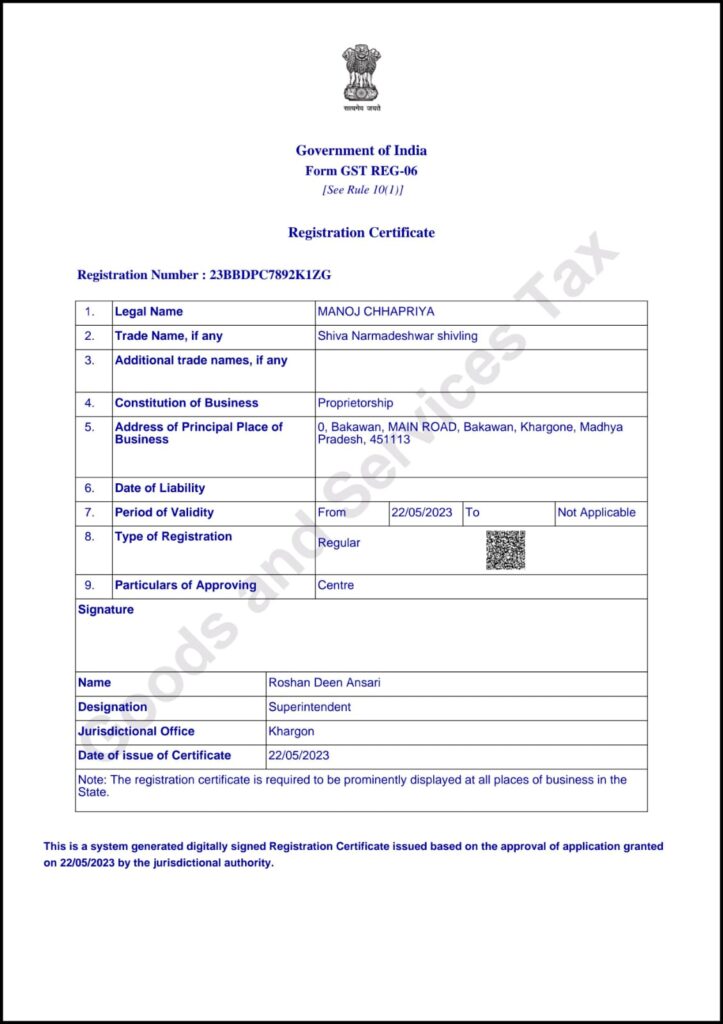 सत्यमेव जयते
Government of India
Form GST REG-06
[See Rule 10(1)]
Registration Certificate
Registration Number : 23BBDPC7892K1ZG
1. Legal Name MANOJ CHHAPRIYA
2. Trade Name, if any Shiva Narmadeshwar shivling
3. Additional trade names, if any
4. Constitution of Business Proprietorship
5. Address of Principal Place of Business 0, Bakawan, MAIN ROAD, Bakawan, Khargone, Madhya Pradesh, 451113
6. Date of Liability
7. Period of Validity From 22/05/2023 To Not Applicable
8. Type of Registration Regular
9. Particulars of Approving Centre
Signature
Name Roshan Deen Ansari
Designation Superintendent
Jurisdictional Office Khargon
Date of issue of Certificate 22/05/2023
Note: The registration certificate is required to be prominently displayed at all places of business in the
State.
This is a system generated digitally signed Registration Certificate issued based on the approval of application granted
on 22/05/2023 by the jurisdictional authority.
Goods and Services Tax